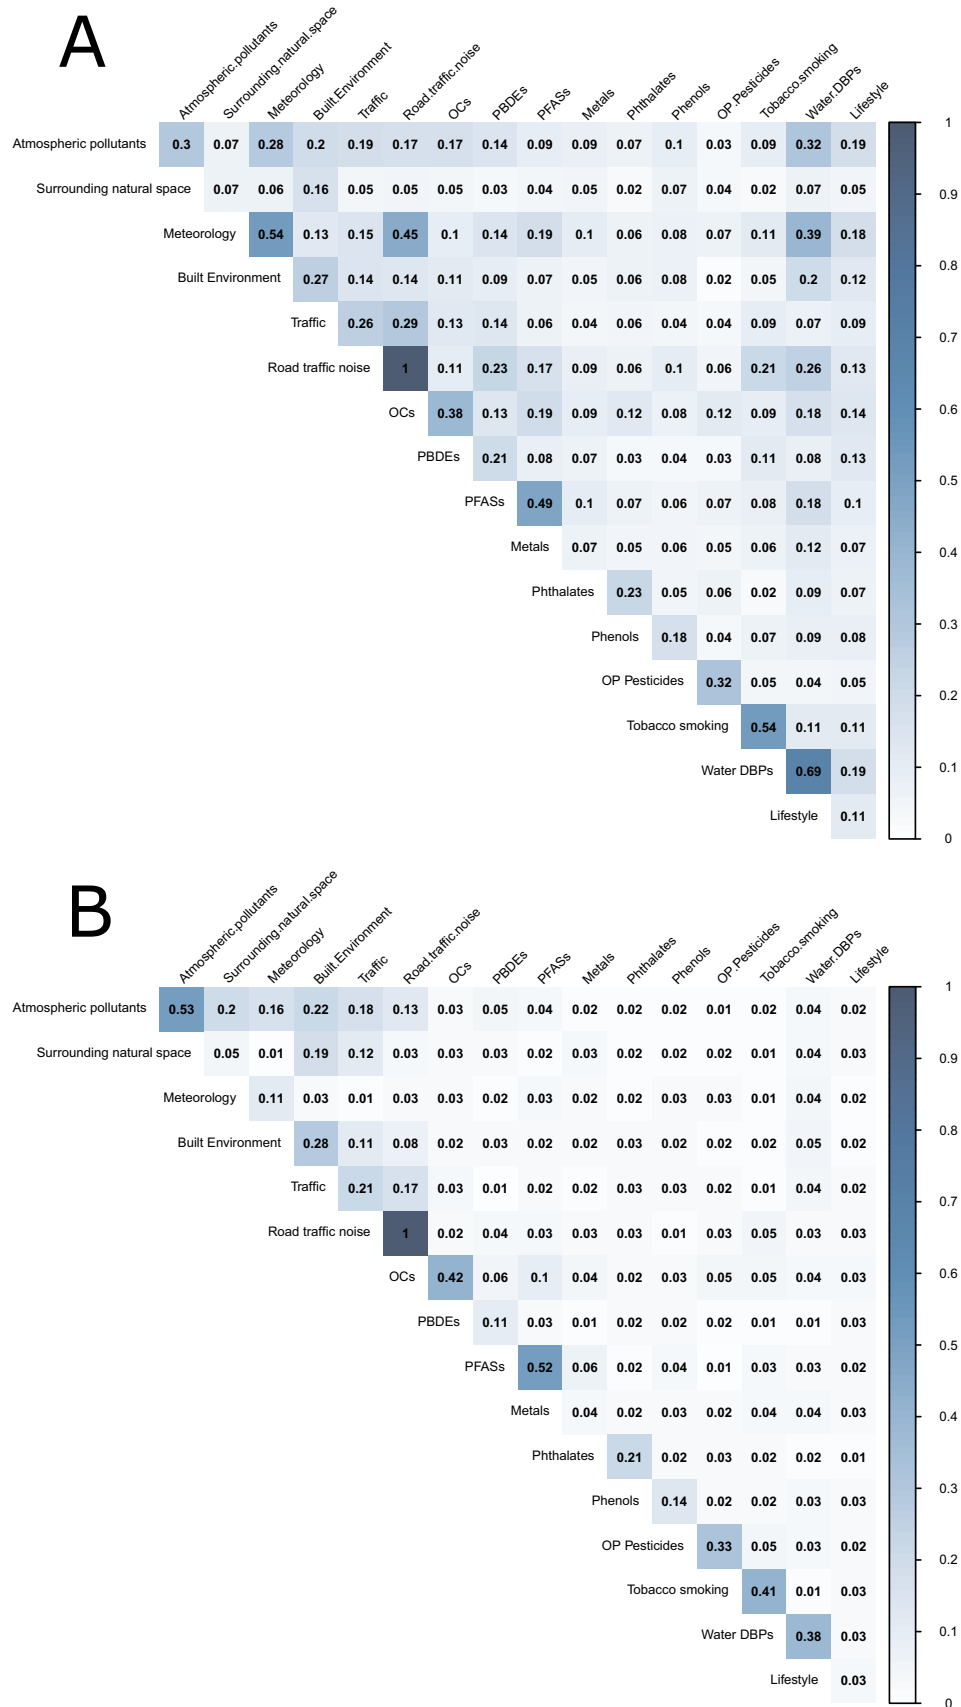 A
Atmospheric.pollutants Surrounding.natural.space Meteorology Built.Environment Traffic Road.traffic.noise OCs PBDEs PFASs Metals Phthalates Phenols OP.Pesticides Tobacco.smoking Water.DBPs Lifestyle
Atmospheric pollutants 0.3 0.07 0.28 0.2 0.19 0.17 0.17 0.14 0.09 0.09 0.07 0.1 0.03 0.09 0.32 0.19
Surrounding natural space 0.07 0.06 0.16 0.05 0.05 0.05 0.03 0.04 0.05 0.02 0.07 0.04 0.02 0.07 0.05
Meteorology 0.54 0.13 0.15 0.45 0.1 0.14 0.19 0.1 0.06 0.08 0.07 0.11 0.39 0.18
Built Environment 0.27 0.14 0.14 0.11 0.09 0.07 0.05 0.06 0.08 0.02 0.05 0.2 0.12
Traffic 0.26 0.29 0.13 0.14 0.06 0.04 0.06 0.04 0.04 0.09 0.07 0.09
Road traffic noise 1 0.11 0.23 0.17 0.09 0.06 0.1 0.06 0.21 0.26 0.13
OCs 0.38 0.13 0.19 0.09 0.12 0.08 0.12 0.09 0.18 0.14
PBDEs 0.21 0.08 0.07 0.03 0.04 0.03 0.11 0.08 0.13
PFASs 0.49 0.1 0.07 0.06 0.07 0.08 0.18 0.1
Metals 0.07 0.05 0.06 0.05 0.06 0.12 0.07
Phthalates 0.23 0.05 0.06 0.02 0.09 0.07
Phenols 0.18 0.04 0.07 0.09 0.08
OP Pesticides 0.32 0.05 0.04 0.05
Tobacco smoking 0.54 0.11 0.11
Water DBPs 0.69 0.19
Lifestyle 0.11
1
0.9
0.8
0.7
0.6
0.5
0.4
0.3
0.2
0.1
0
B
Atmospheric.pollutants Surrounding.natural.space Meteorology Built.Environment Traffic Road.traffic.noise OCs PBDEs PFASs Metals Phthalates Phenols OP.Pesticides Tobacco.smoking Water.DBPs Lifestyle
Atmospheric pollutants 0.53 0.2 0.16 0.22 0.18 0.13 0.03 0.05 0.04 0.02 0.02 0.02 0.01 0.02 0.04 0.02
Surrounding natural space 0.05 0.01 0.19 0.12 0.03 0.03 0.03 0.02 0.03 0.02 0.02 0.02 0.01 0.04 0.03
Meteorology 0.11 0.03 0.01 0.03 0.03 0.02 0.03 0.02 0.02 0.03 0.03 0.01 0.04 0.02
Built Environment 0.28 0.11 0.08 0.02 0.03 0.02 0.02 0.03 0.02 0.02 0.02 0.05 0.02
Traffic 0.21 0.17 0.03 0.01 0.02 0.02 0.03 0.03 0.02 0.01 0.04 0.02
Road traffic noise 1 0.02 0.04 0.03 0.03 0.03 0.01 0.03 0.05 0.03 0.03
OCs 0.42 0.06 0.1 0.04 0.02 0.03 0.05 0.05 0.04 0.03
PBDEs 0.11 0.03 0.01 0.02 0.02 0.02 0.01 0.01 0.03
PFASs 0.52 0.06 0.02 0.04 0.01 0.03 0.03 0.02
Metals 0.04 0.02 0.03 0.02 0.04 0.04 0.03
Phthalates 0.21 0.02 0.03 0.02 0.02 0.01
Phenols 0.14 0.02 0.02 0.03 0.03
OP Pesticides 0.33 0.05 0.03 0.02
Tobacco smoking 0.41 0.01 0.03
Water DBPs 0.38 0.03
Lifestyle 0.03
1
0.9
0.8
0.7
0.6
0.5
0.4
0.3
0.2
0.1
0